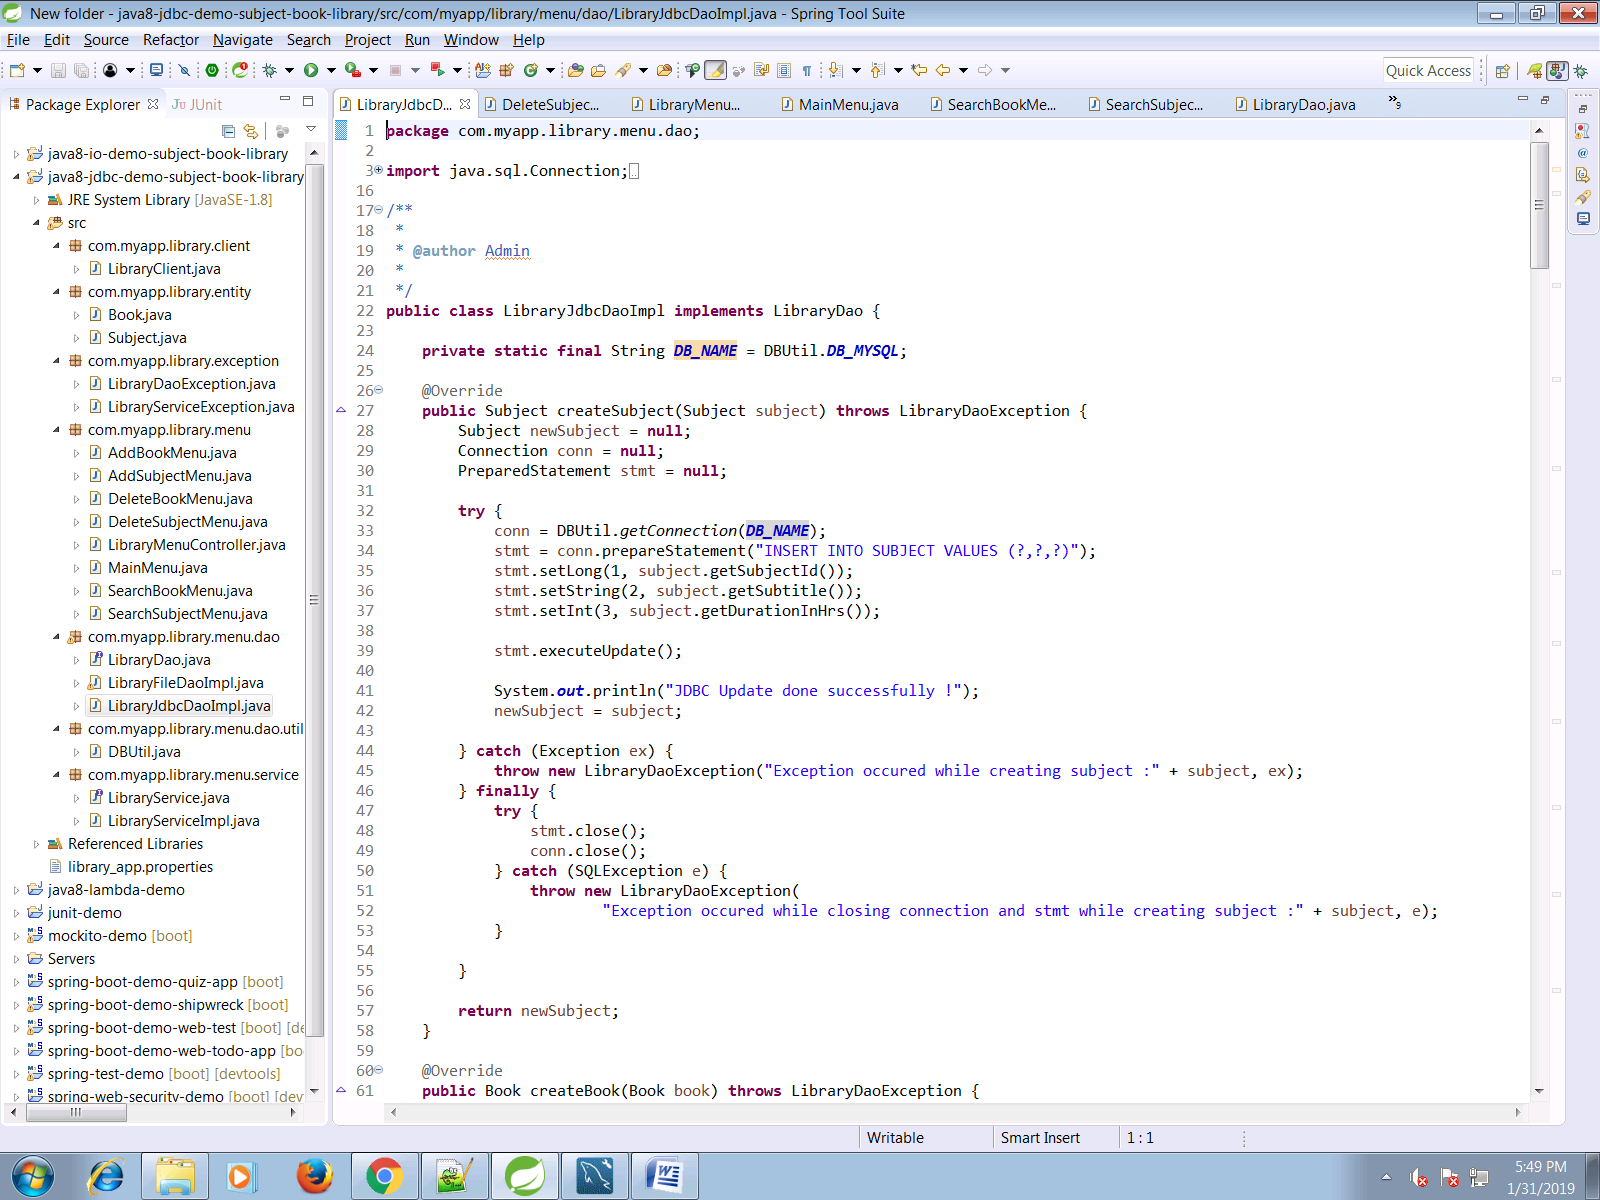 New folder - java8-jdbc-demo-subject-book-library/src/com/myapp/library/menu/dao/LibraryJdbcDaoImpl.java - Spring Tool Suite
File Edit Source Refactor Navigate Search Project Run Window Help
Quick Access
Package Explorer
JUnit
java8-io-demo-subject-book-library
java8-jdbc-demo-subject-book-library
JRE System Library [JavaSE-1.8]
src
com.myapp.library.client
LibraryClient.java
com.myapp.library.entity
Book.java
Subject.java
com.myapp.library.exception
LibraryDaoException.java
LibraryServiceException.java
com.myapp.library.menu
AddBookMenu.java
AddSubjectMenu.java
DeleteBookMenu.java
DeleteSubjectMenu.java
LibraryMenuController.java
MainMenu.java
SearchBookMenu.java
SearchSubjectMenu.java
com.myapp.library.menu.dao
LibraryDao.java
LibraryFileDaoImpl.java
LibraryJdbcDaoImpl.java
com.myapp.library.menu.dao.util
DBUtil.java
com.myapp.library.menu.service
LibraryService.java
LibraryServiceImpl.java
Referenced Libraries
library_app.properties
java8-lambda-demo
junit-demo
mockito-demo [boot]
Servers
spring-boot-demo-quiz-app [boot]
spring-boot-demo-shipwreck [boot]
spring-boot-demo-web-test [boot] [de
spring-boot-demo-web-todo-app [bo
spring-test-demo [boot] [devtools]
spring-web-security-demo [boot] [dev
LibraryJdbcD... DeleteSubjec... LibraryMenu... MainMenu.java SearchBookMe... SearchSubjec... LibraryDao.java »9
1 package com.myapp.library.menu.dao;
2
3 import java.sql.Connection;
16
17 /**
18 *
19 * @author Admin
20 *
21 */
22 public class LibraryJdbcDaoImpl implements LibraryDao {
23
24 private static final String DB_NAME = DBUtil.DB_MYSQL;
25
26 @Override
27 public Subject createSubject(Subject subject) throws LibraryDaoException {
28 Subject newSubject = null;
29 Connection conn = null;
30 PreparedStatement stmt = null;
31
32 try {
33 conn = DBUtil.getConnection(DB_NAME);
34 stmt = conn.prepareStatement("INSERT INTO SUBJECT VALUES (?,?,?)");
35 stmt.setLong(1, subject.getSubjectId());
36 stmt.setString(2, subject.getSubtitle());
37 stmt.setInt(3, subject.getDurationInHrs());
38
39 stmt.executeUpdate();
40
41 System.out.println("JDBC Update done successfully !");
42 newSubject = subject;
43
44 } catch (Exception ex) {
45 throw new LibraryDaoException("Exception occured while creating subject :" + subject, ex);
46 } finally {
47 try {
48 stmt.close();
49 conn.close();
50 } catch (SQLException e) {
51 throw new LibraryDaoException(
52 "Exception occured while closing connection and stmt while creating subject :" + subject, e);
53 }
54
55 }
56
57 return newSubject;
58 }
59
60 @Override
61 public Book createBook(Book book) throws LibraryDaoException {
Writable Smart Insert 1 : 1
5:49 PM
1/31/2019